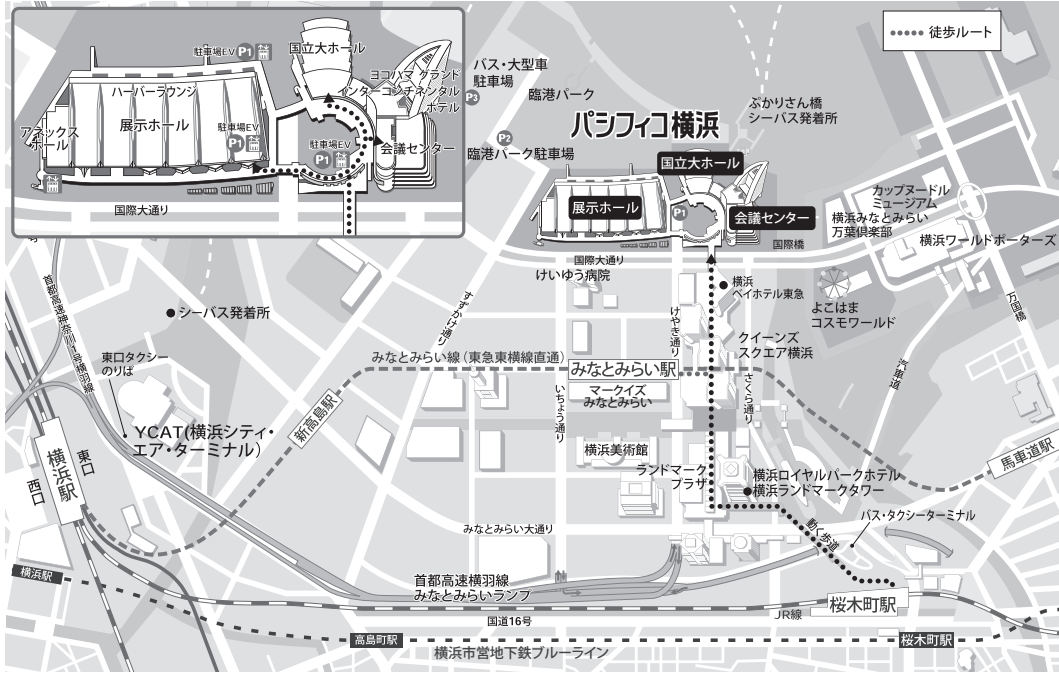 徒歩ルート
駐車場EV P1
国立大ホール
ヨコハマ グランド
インターコンチネンタル
ホテル
ハーバーラウンジ
展示ホール
駐車場EV
P1
アネックス
ホール
駐車場EV
P1
会議センター
国際大通り
バス・大型車
駐車場
P3
臨港パーク
P2
臨港パーク駐車場
ぷかりさん橋
シーバス発着所
パシフィコ横浜
国立大ホール
展示ホール
P1
会議センター
国際橋
カップヌードル
ミュージアム
横浜みなとみらい
万葉倶楽部
横浜ワールドポーターズ
国際大通り
けいゆう病院
横浜
ベイホテル東急
よこはま
コスモワールド
万国橋
汽車道
首都高速神奈川1号横羽線
シーバス発着所
すずかけ通り
けやき通り
クイーンズ
スクエア横浜
東口タクシー
のりば
みなとみらい線（東急東横線直通）
みなとみらい駅
マークイズ
みなとみらい
いちょう通り
さくら通り
新高島駅
YCAT(横浜シティ・
エア・ターミナル）
横浜駅
東口
西口
横浜美術館
ランドマーク
プラザ
横浜ロイヤルパークホテル
横浜ランドマークタワー
馬車道駅
バス・タクシーターミナル
動く歩道
みなとみらい大通り
首都高速横羽線
みなとみらいランプ
横浜駅
桜木町駅
JR線
国道16号
高島町駅
桜木町駅
横浜市営地下鉄ブルーライン